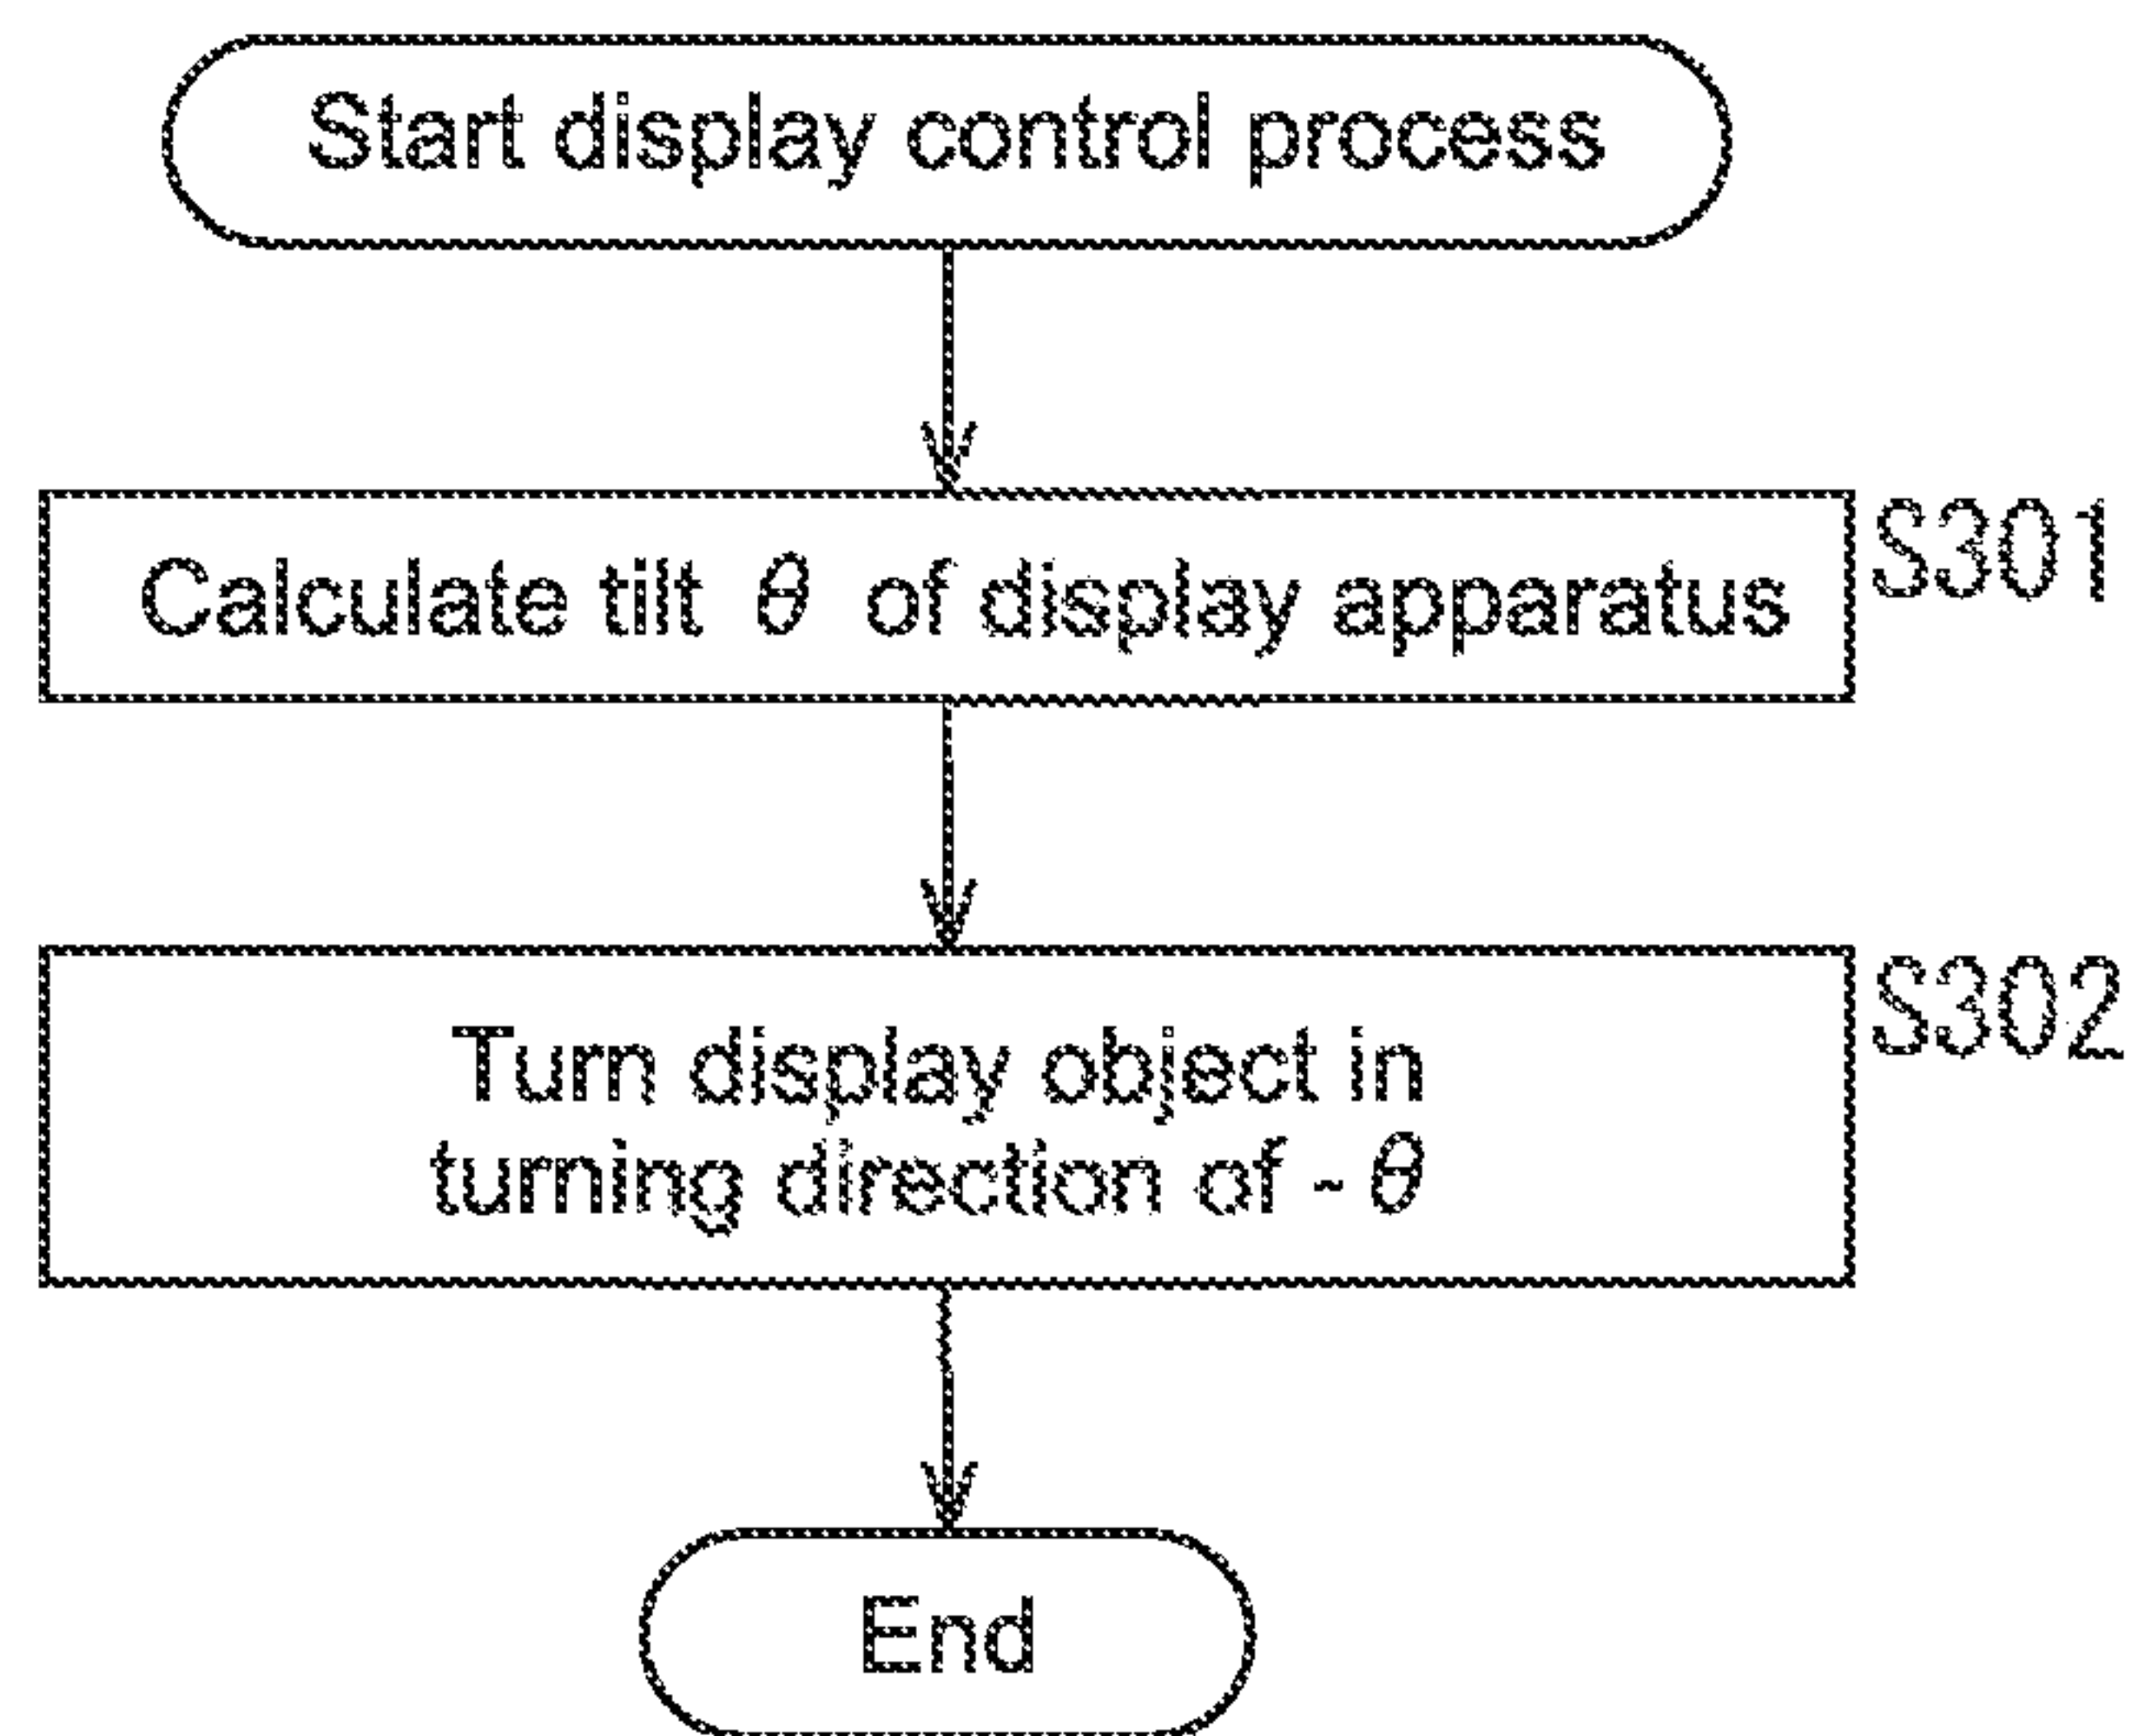 Start display control process
Calculate tilt θ of display apparatus
S301
Turn display object in
turning direction of - θ
S302
End